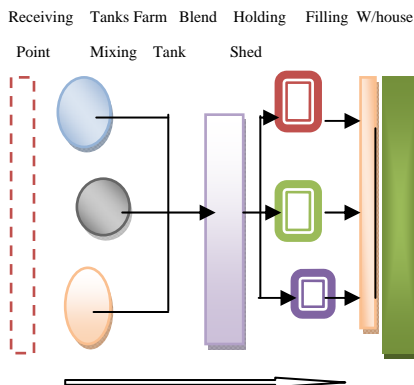 Receiving Tanks Farm Blend Holding Filling W/house
Point Mixing Tank Shed